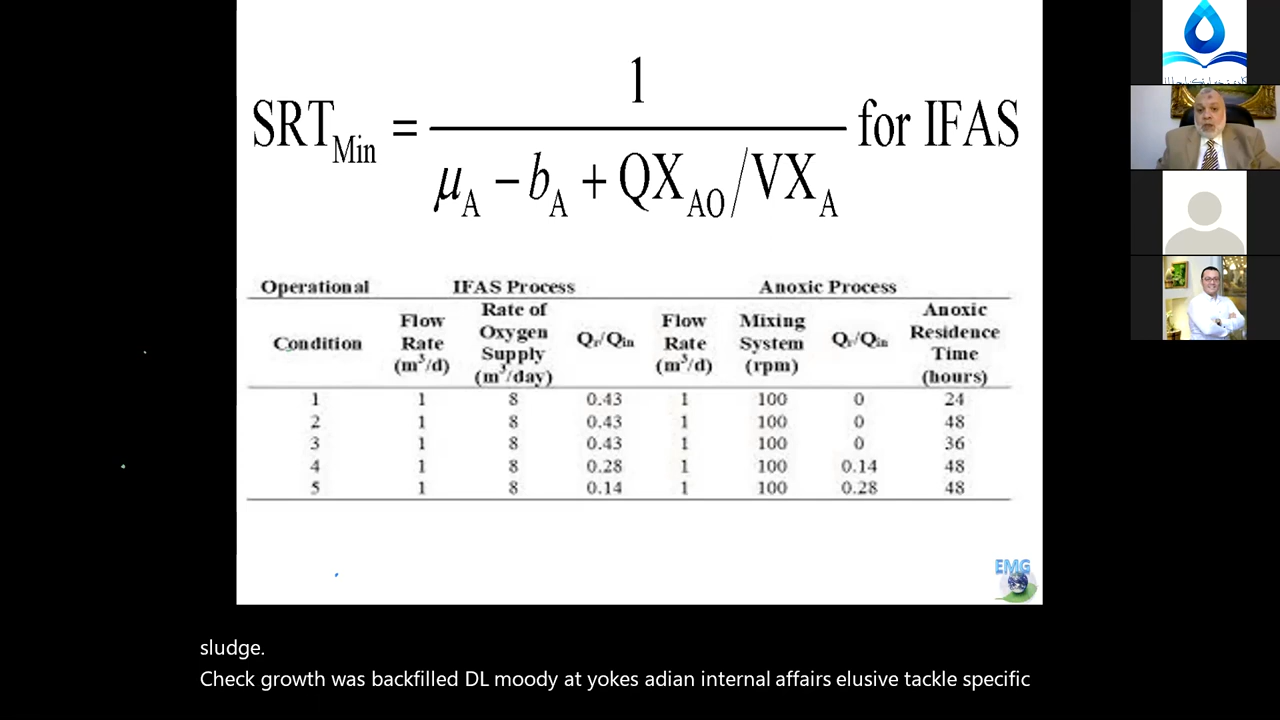 SRT_Min = 1 / (μ_A − b_A + QX_AO/VX_A) for IFAS
Operational IFAS Process Anoxic Process
Condition Flow Rate (m³/d) Rate of Oxygen Supply (m³/day) Qr/Qin Flow Rate (m³/d) Mixing System (rpm) Qr/Qin Anoxic Residence Time (hours)
1 1 8 0.43 1 100 0 24
2 1 8 0.43 1 100 0 48
3 1 8 0.43 1 100 0 36
4 1 8 0.28 1 100 0.14 48
5 1 8 0.14 1 100 0.28 48
EMG
sludge.
Check growth was backfilled DL moody at yokes adian internal affairs elusive tackle specific